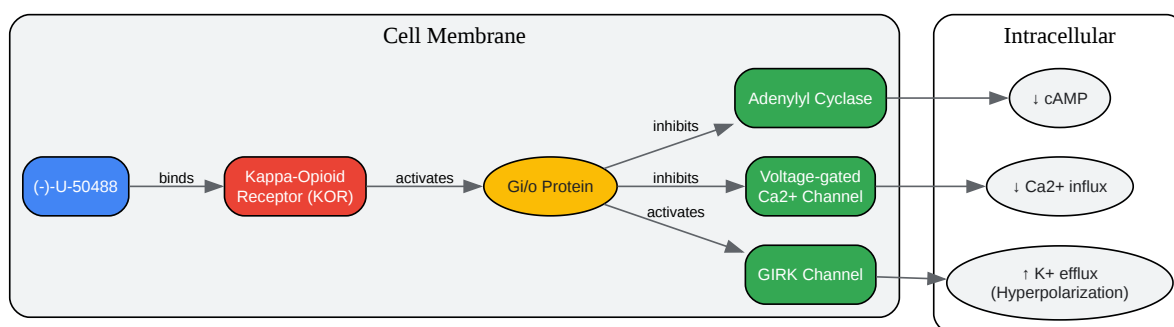 Cell Membrane
Intracellular
(-)-U-50488
binds
Kappa-Opioid
Receptor (KOR)
activates
Gi/o Protein
inhibits
Adenylyl Cyclase
↓ cAMP
inhibits
Voltage-gated
Ca2+ Channel
↓ Ca2+ influx
activates
GIRK Channel
↑ K+ efflux
(Hyperpolarization)